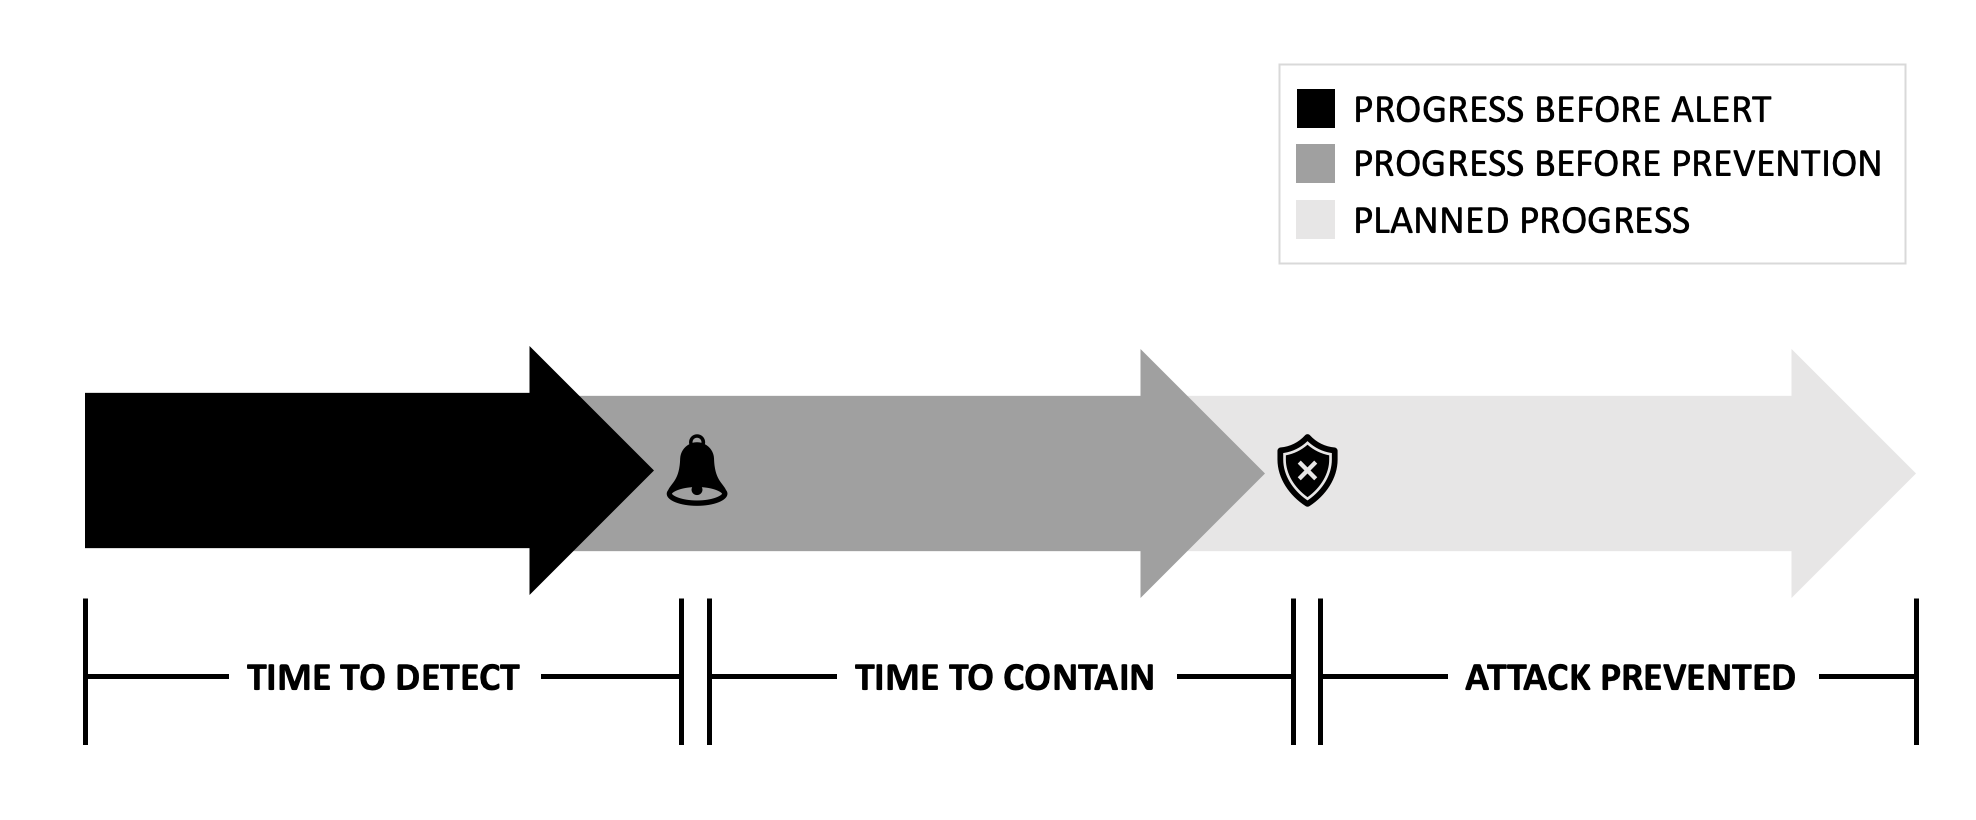 PROGRESS BEFORE ALERT
PROGRESS BEFORE PREVENTION
PLANNED PROGRESS
TIME TO DETECT
TIME TO CONTAIN
ATTACK PREVENTED